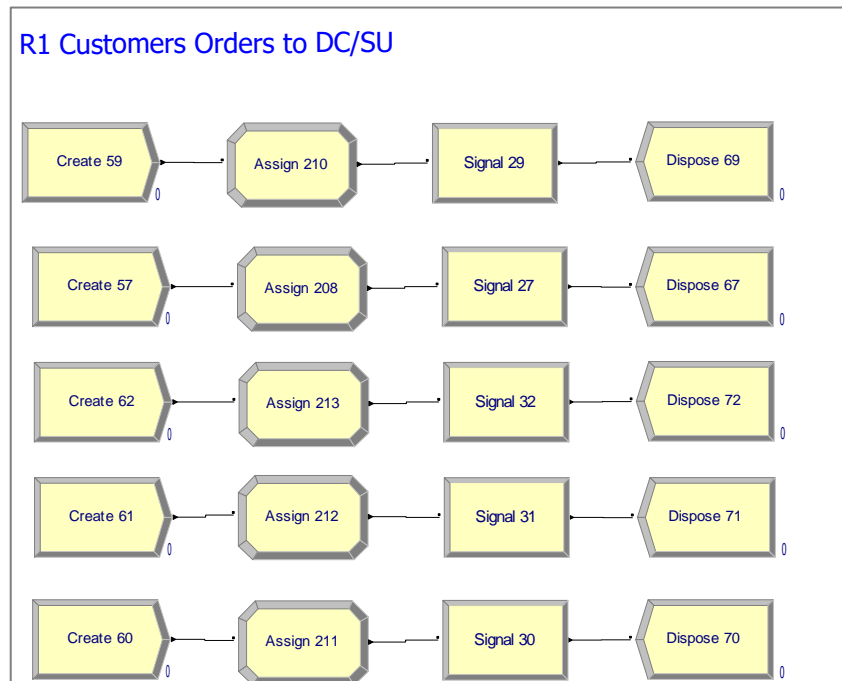 R1 Customers Orders to DC/SU
Create 59 Assign 210 Signal 29 Dispose 69
0 0
Create 57 Assign 208 Signal 27 Dispose 67
0 0
Create 62 Assign 213 Signal 32 Dispose 72
0 0
Create 61 Assign 212 Signal 31 Dispose 71
0 0
Create 60 Assign 211 Signal 30 Dispose 70
0 0